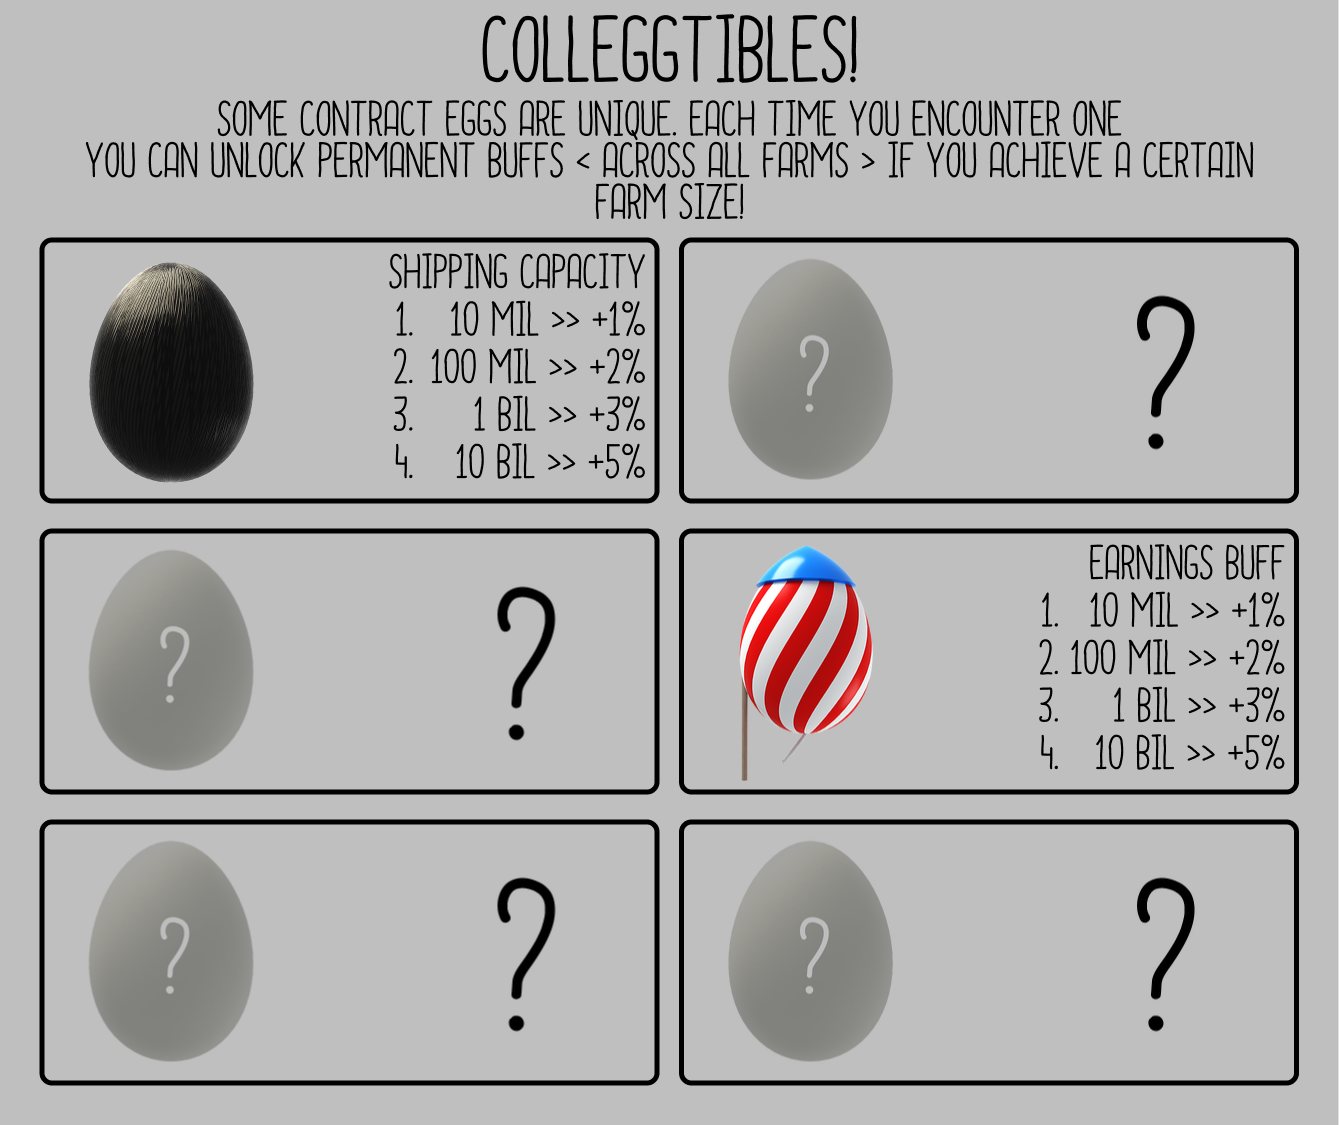 COLLEGGTIBLES!
SOME CONTRACT EGGS ARE UNIQUE. EACH TIME YOU ENCOUNTER ONE
YOU CAN UNLOCK PERMANENT BUFFS < ACROSS ALL FARMS > IF YOU ACHIEVE A CERTAIN
FARM SIZE!
SHIPPING CAPACITY
1. 10 MIL >> +1%
2. 100 MIL >> +2%
3. 1 BIL >> +3%
4. 10 BIL >> +5%
? ?
? ?
EARNINGS BUFF
1. 10 MIL >> +1%
2. 100 MIL >> +2%
3. 1 BIL >> +3%
4. 10 BIL >> +5%
? ?
? ?